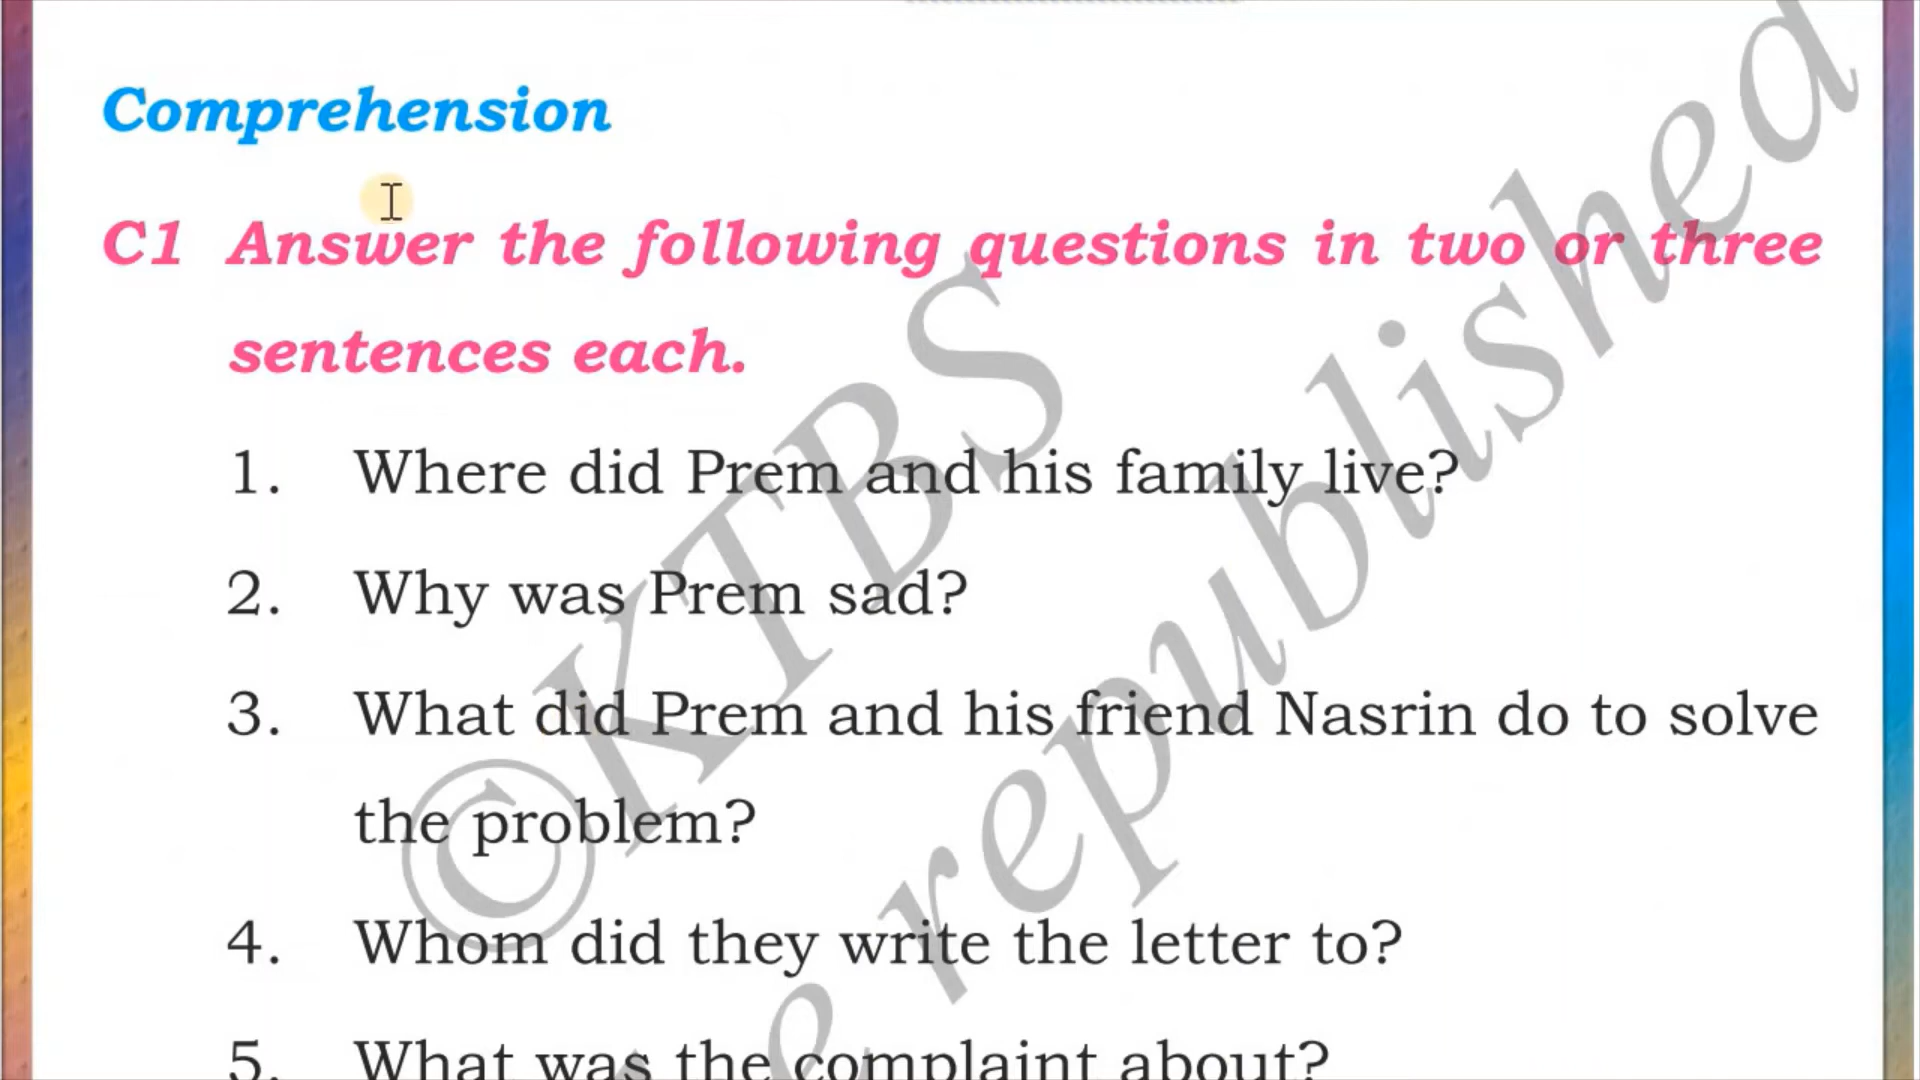 Comprehension
C1 Answer the following questions in two or three
sentences each.
1. Where did Prem and his family live?
2. Why was Prem sad?
3. What did Prem and his friend Nasrin do to solve
the problem?
4. Whom did they write the letter to?
5. What was the complaint about?
©KTBS
e republished